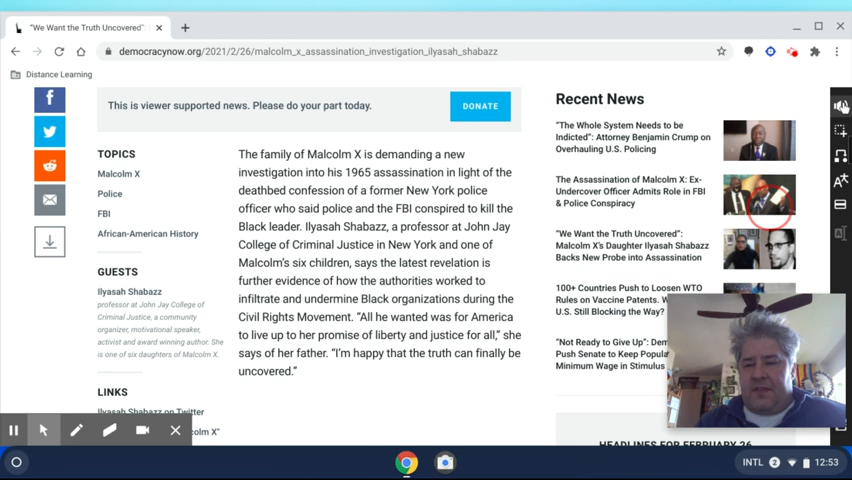 "We Want the Truth Uncovered":
democracynow.org/2021/2/26/malcolm_x_assassination_investigation_ilyasah_shabazz
Distance Learning
This is viewer supported news. Please do your part today.
DONATE
TOPICS
Malcolm X
Police
FBI
African-American History
GUESTS
Ilyasah Shabazz
professor at John Jay College of
Criminal Justice, a community
organizer, motivational speaker,
activist and award winning author. She
is one of six daughters of Malcolm X.
LINKS
Ilyasah Shabazz on Twitter
colm X"
The family of Malcolm X is demanding a new
investigation into his 1965 assassination in light of the
deathbed confession of a former New York police
officer who said police and the FBI conspired to kill the
Black leader. Ilyasah Shabazz, a professor at John Jay
College of Criminal Justice in New York and one of
Malcolm's six children, says the latest revelation is
further evidence of how the authorities worked to
infiltrate and undermine Black organizations during the
Civil Rights Movement. "All he wanted was for America
to live up to her promise of liberty and justice for all," she
says of her father. "I'm happy that the truth can finally be
uncovered."
Recent News
"The Whole System Needs to be
Indicted": Attorney Benjamin Crump on
Overhauling U.S. Policing
The Assassination of Malcolm X: Ex-
Undercover Officer Admits Role in FBI
& Police Conspiracy
"We Want the Truth Uncovered":
Malcolm X's Daughter Ilyasah Shabazz
Backs New Probe into Assassination
100+ Countries Push to Loosen WTO
Rules on Vaccine Patents.
U.S. Still Blocking the Way?
"Not Ready to Give Up":
Push Senate to Keep
Minimum Wage in Stimulus
HEADLINES FOR FEBRUARY 26
INTL 2 12:53